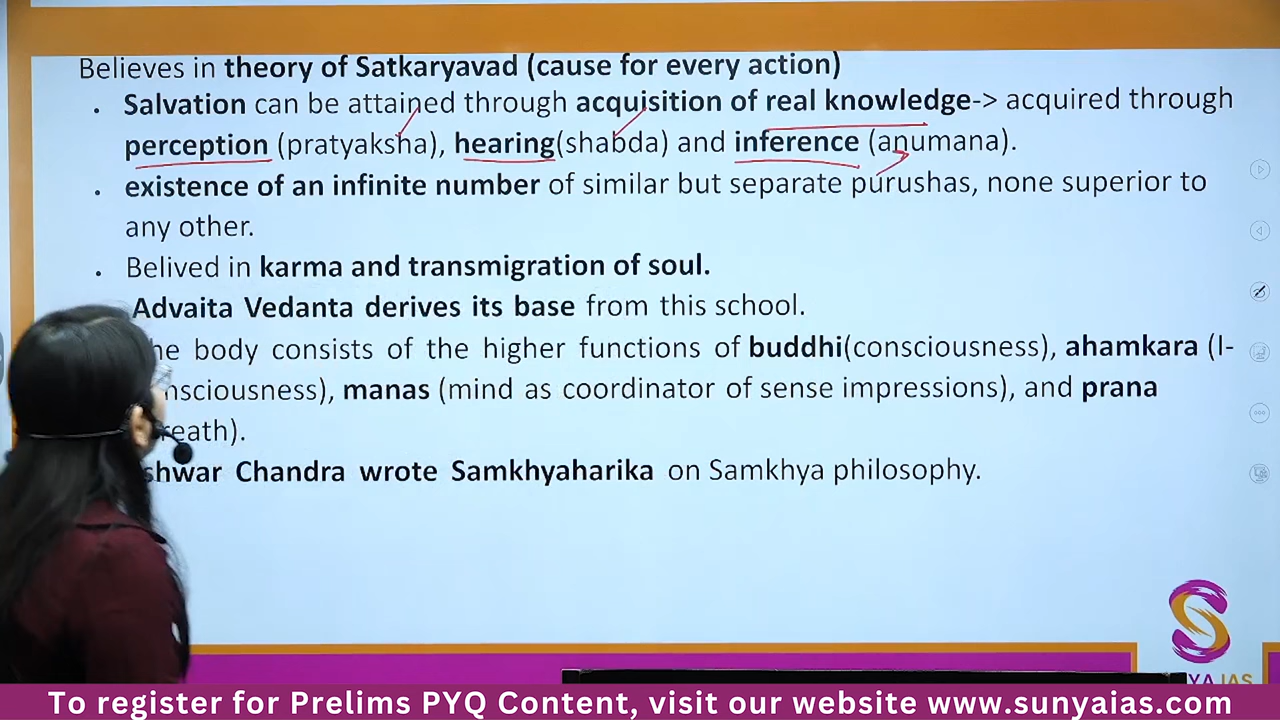 Believes in theory of Satkaryavad (cause for every action)
• Salvation can be attained through acquisition of real knowledge-> acquired through
perception (pratyaksha), hearing(shabda) and inference (anumana).
• existence of an infinite number of similar but separate purushas, none superior to
any other.
• Belived in karma and transmigration of soul.
Advaita Vedanta derives its base from this school.
he body consists of the higher functions of buddhi(consciousness), ahamkara (I-
nsciousness), manas (mind as coordinator of sense impressions), and prana
reath).
shwar Chandra wrote Samkhyaharika on Samkhya philosophy.
YA IAS
To register for Prelims PYQ Content, visit our website www.sunyaias.com